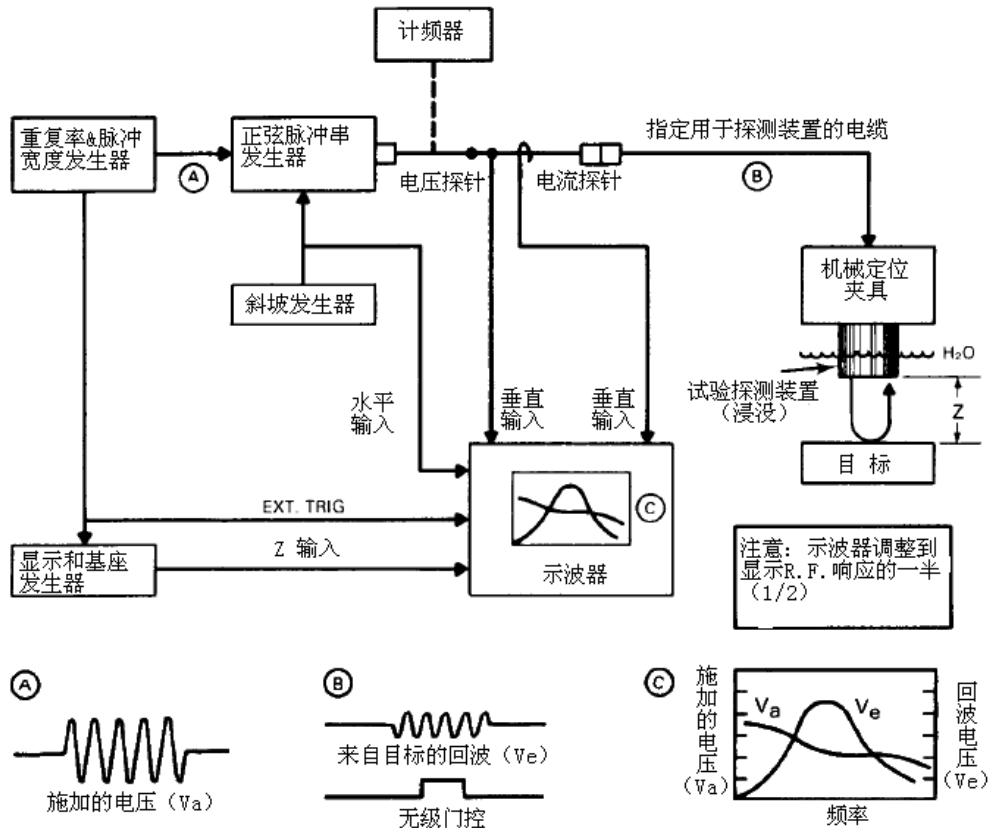 计频器
重复率&脉冲
宽度发生器
正弦脉冲串
发生器
指定用于探测装置的电缆
A
电压探针
电流探针
B
斜坡发生器
机械定位
夹具
H₂O
试验探测装置
（浸没）
Z
目 标
水平
输入
垂直
输入
垂直
输入
C
EXT. TRIG
Z 输入
显示和基座
发生器
示波器
注意：示波器调整到
显示R.F.响应的一半
（1/2）
A
施加的电压（Va）
B
来自目标的回波（Ve）
无级门控
C
施加的电压（Va）
Va
Ve
回波电压（Ve）
频率